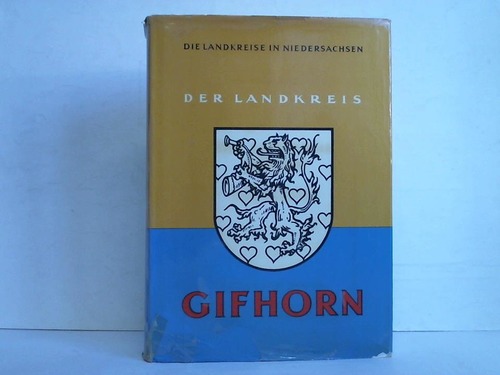 DIE LANDKREISE IN NIEDERSACHSEN
DER LANDKREIS
GIFHORN